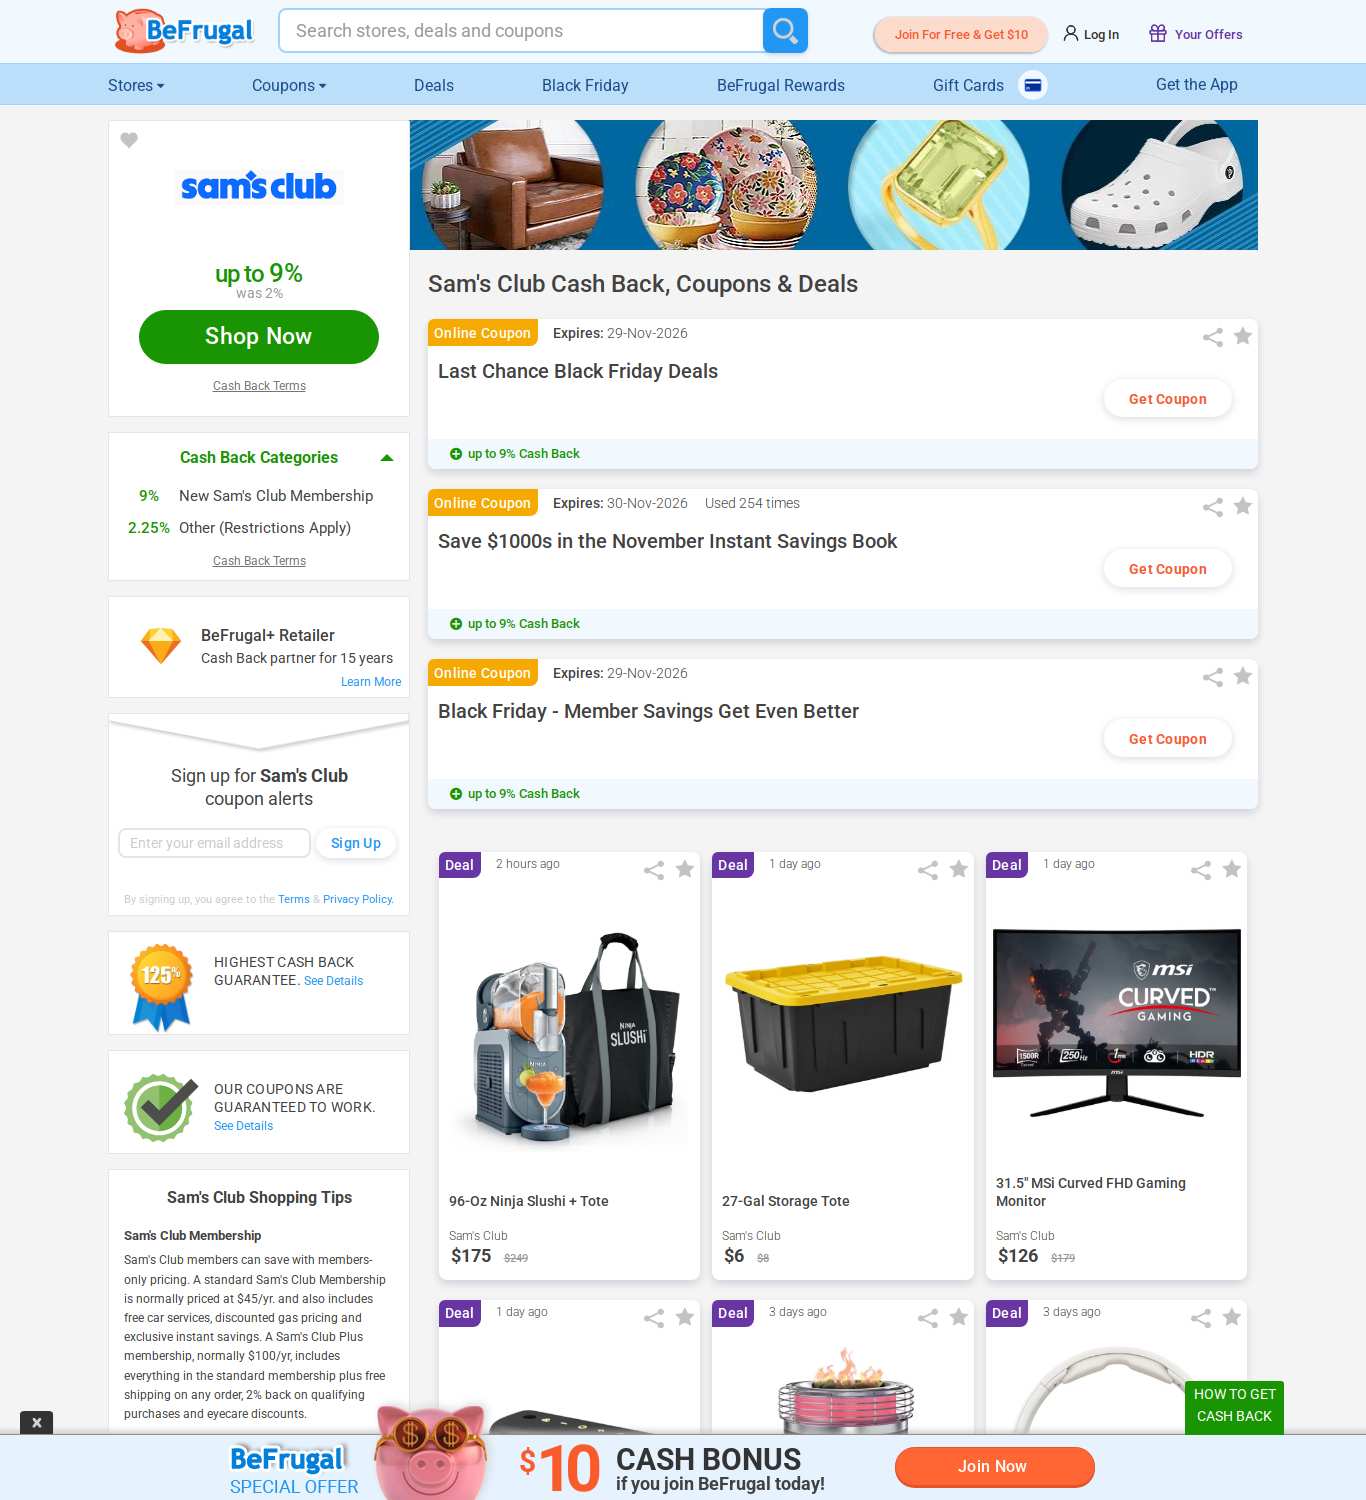 BeFrugal
Search stores, deals and coupons
Join For Free & Get $10
Log In
Your Offers
Stores
Coupons
Deals
Black Friday
BeFrugal Rewards
Gift Cards
Get the App
sam's club
up to 9%
was 2%
Shop Now
Cash Back Terms
Cash Back Categories
9% New Sam's Club Membership
2.25% Other (Restrictions Apply)
Cash Back Terms
BeFrugal+ Retailer
Cash Back partner for 15 years
Learn More
Sign up for Sam's Club
coupon alerts
Enter your email address
Sign Up
By signing up, you agree to the Terms & Privacy Policy.
125%
HIGHEST CASH BACK
GUARANTEE. See Details
OUR COUPONS ARE
GUARANTEED TO WORK.
See Details
Sam's Club Shopping Tips
Sam's Club Membership
Sam's Club members can save with members-
only pricing. A standard Sam's Club Membership
is normally priced at $45/yr. and also includes
free car services, discounted gas pricing and
exclusive instant savings. A Sam's Club Plus
membership, normally $100/yr, includes
everything in the standard membership plus free
shipping on any order, 2% back on qualifying
purchases and eyecare discounts.
Sam's Club Cash Back, Coupons & Deals
Online Coupon
Expires: 29-Nov-2026
Last Chance Black Friday Deals
Get Coupon
up to 9% Cash Back
Online Coupon
Expires: 30-Nov-2026
Used 254 times
Save $1000s in the November Instant Savings Book
Get Coupon
up to 9% Cash Back
Online Coupon
Expires: 29-Nov-2026
Black Friday - Member Savings Get Even Better
Get Coupon
up to 9% Cash Back
Deal
2 hours ago
NINJA
SLUSHi
96-Oz Ninja Slushi + Tote
Sam's Club
$175 $249
Deal
1 day ago
27-Gal Storage Tote
Sam's Club
$6 $8
Deal
1 day ago
msi
CURVED
GAMING
1500R
250Hz
1ms
HDR
msi
31.5" MSi Curved FHD Gaming
Monitor
Sam's Club
$126 $179
Deal
1 day ago
Deal
3 days ago
Deal
3 days ago
HOW TO GET
CASH BACK
x
BeFrugal
SPECIAL OFFER
$10
CASH BONUS
if you join BeFrugal today!
Join Now